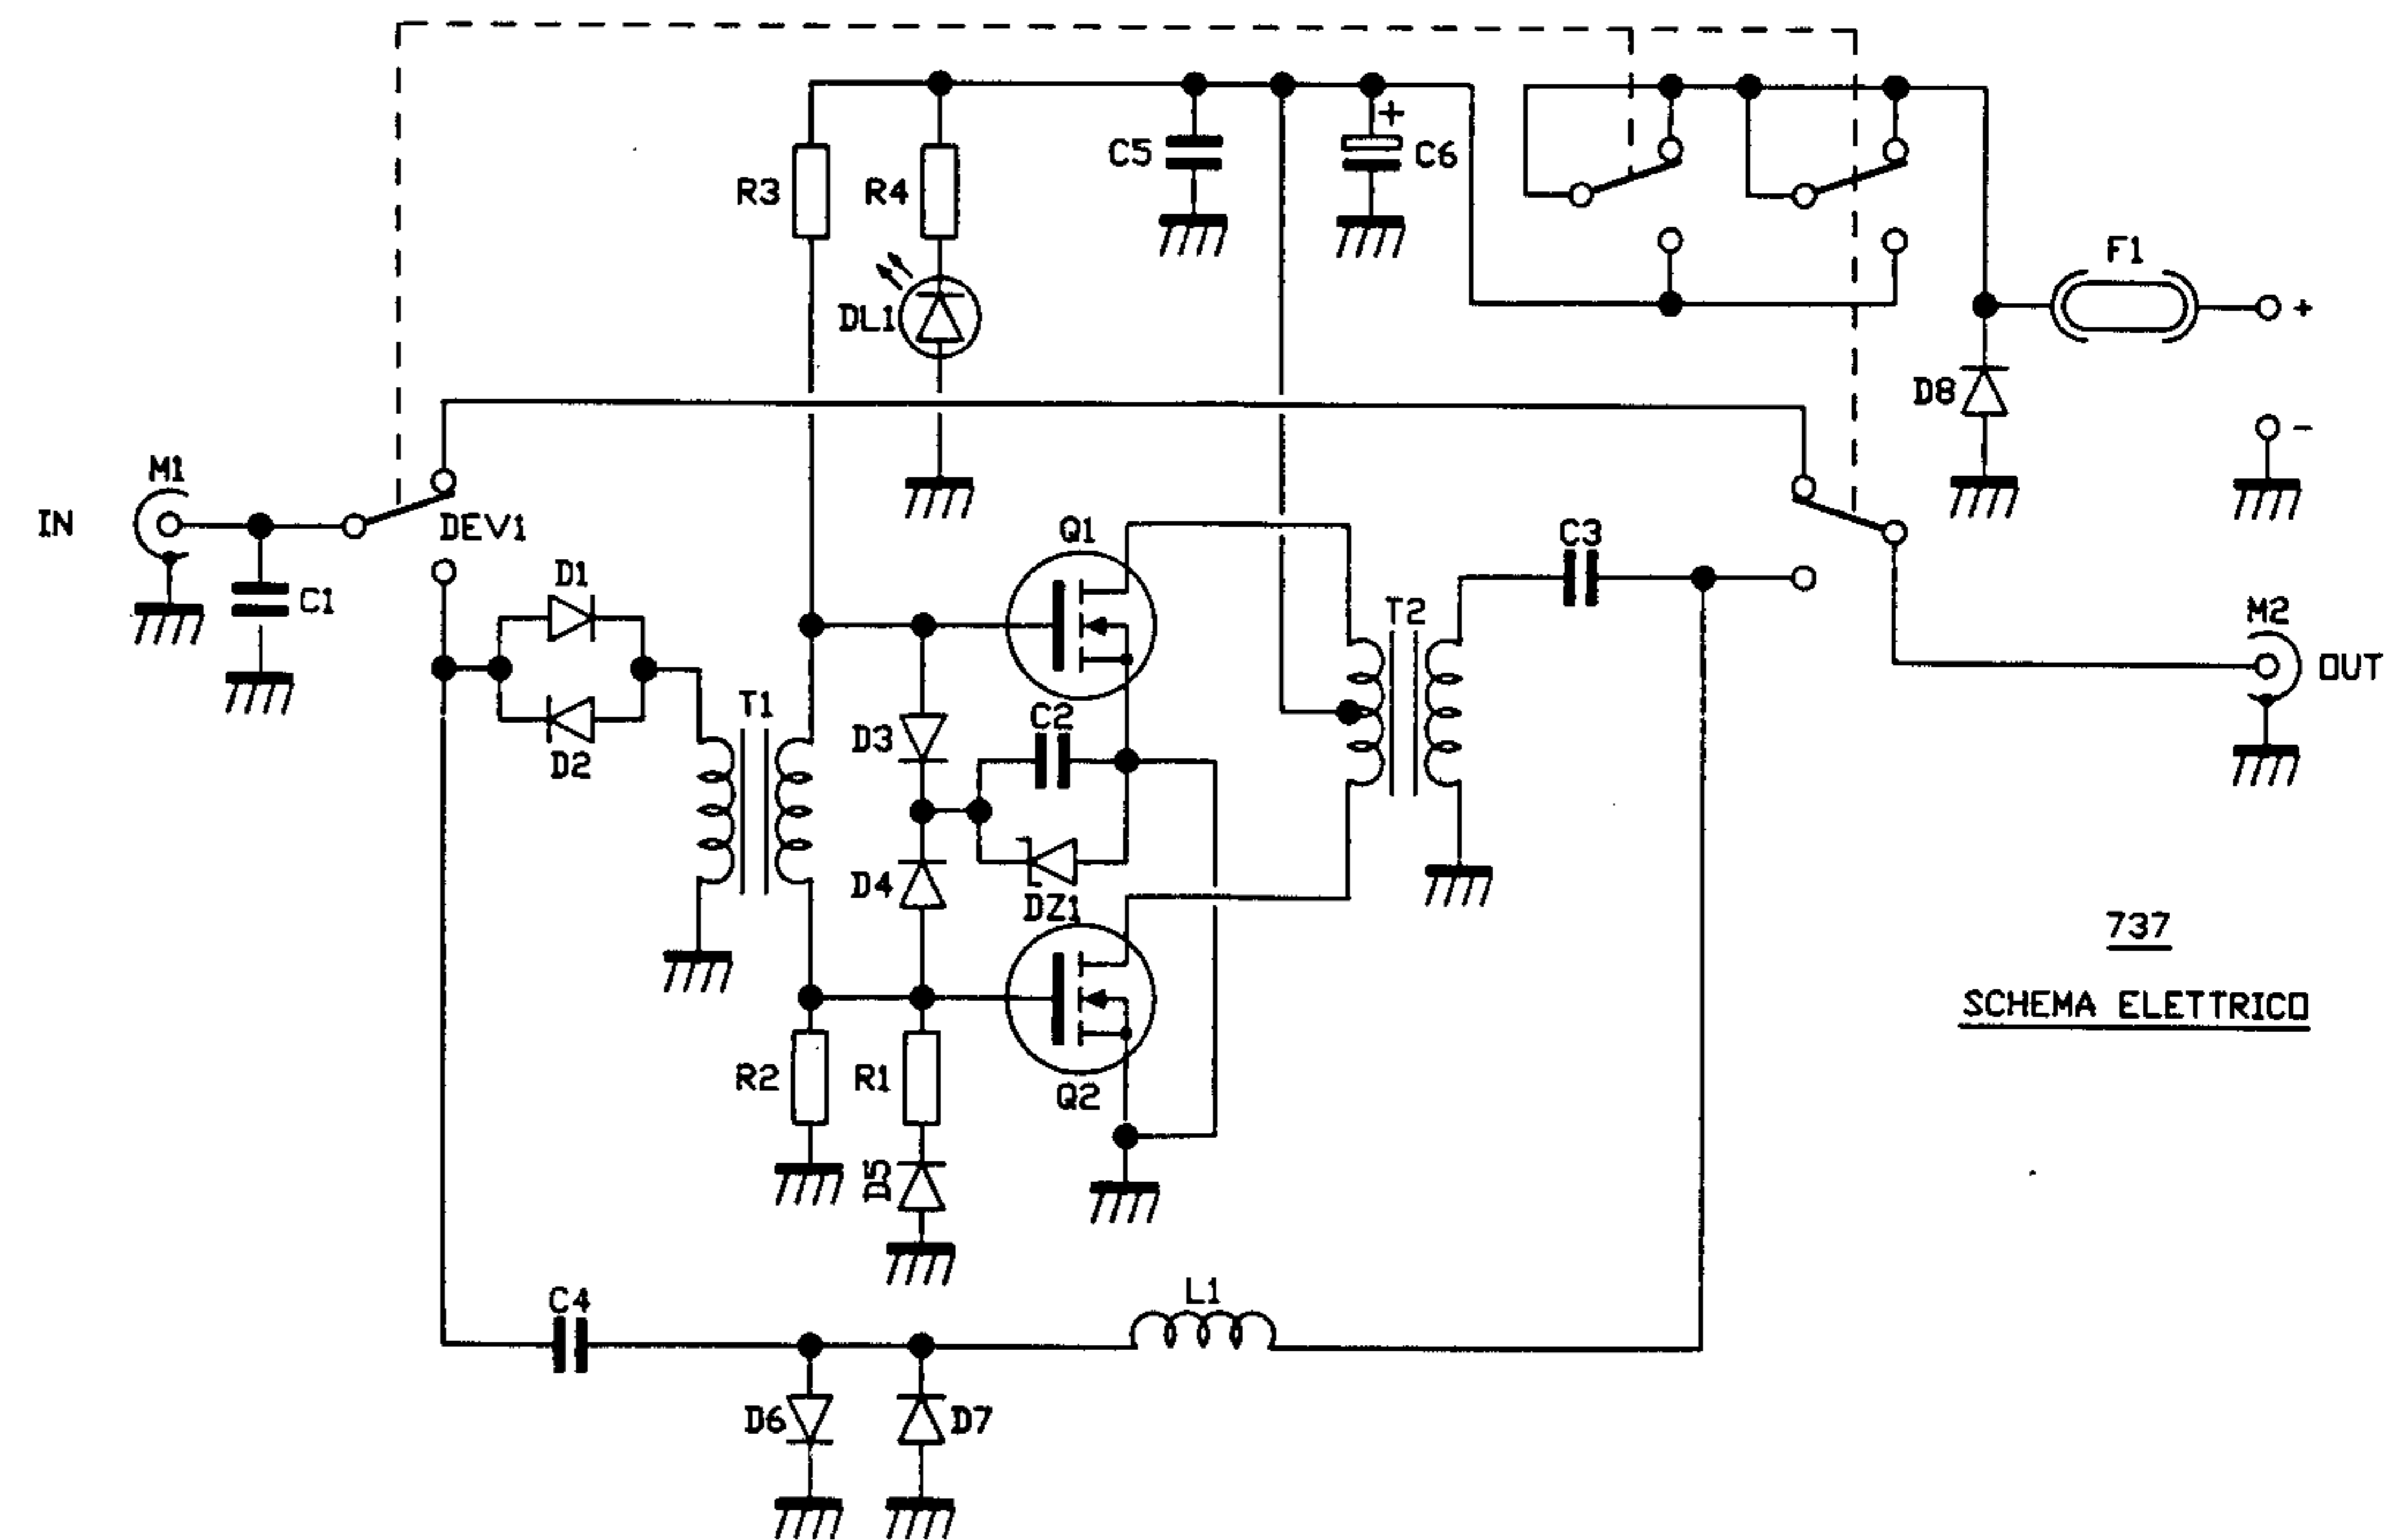 R3
R4
C5
+
C6
DL1
F1
+
D8
-
M1
IN
DEV1
C1
D1
D2
T1
Q1
C3
T2
M2
OUT
D3
C2
D4
DZ1
Q2
R2
R1
D5
737
SCHEMA ELETTRICO
C4
L1
D6
D7